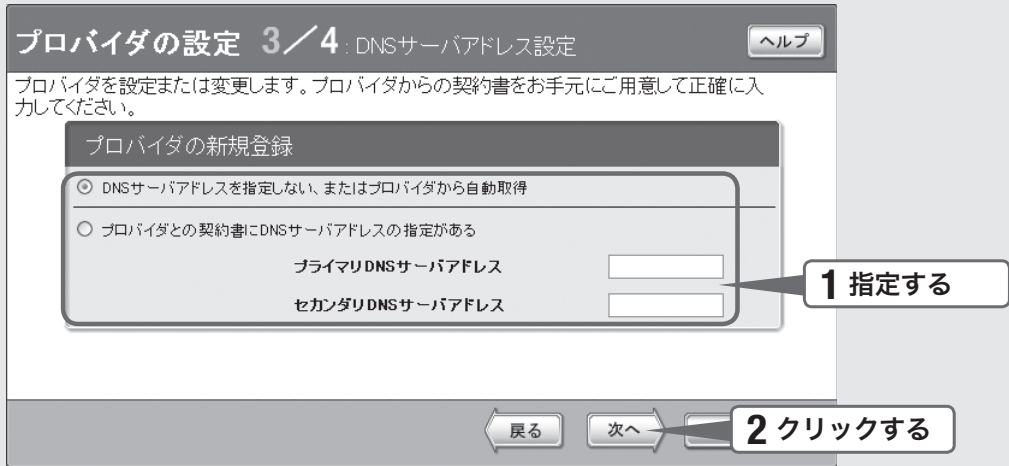 プロバイダの設定 3／4 : DNSサーバアドレス設定
ヘルプ
プロバイダを設定または変更します。プロバイダからの契約書をお手元にご用意して正確に入
力してください。
プロバイダの新規登録
DNSサーバアドレスを指定しない、またはプロバイダから自動取得
プロバイダとの契約書にDNSサーバアドレスの指定がある
プライマリDNSサーバアドレス
セカンダリDNSサーバアドレス
1 指定する
戻る
次へ
2 クリックする